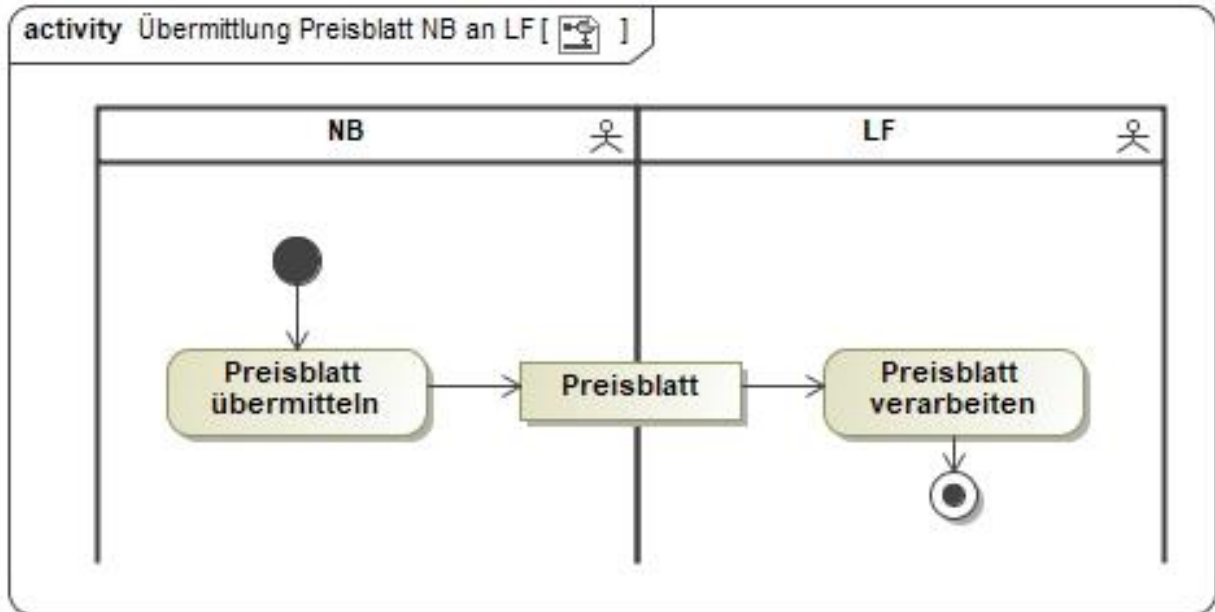 activity Übermittlung Preisblatt NB an LF [ ]
NB
LF
Preisblatt
übermitteln
Preisblatt
Preisblatt
verarbeiten